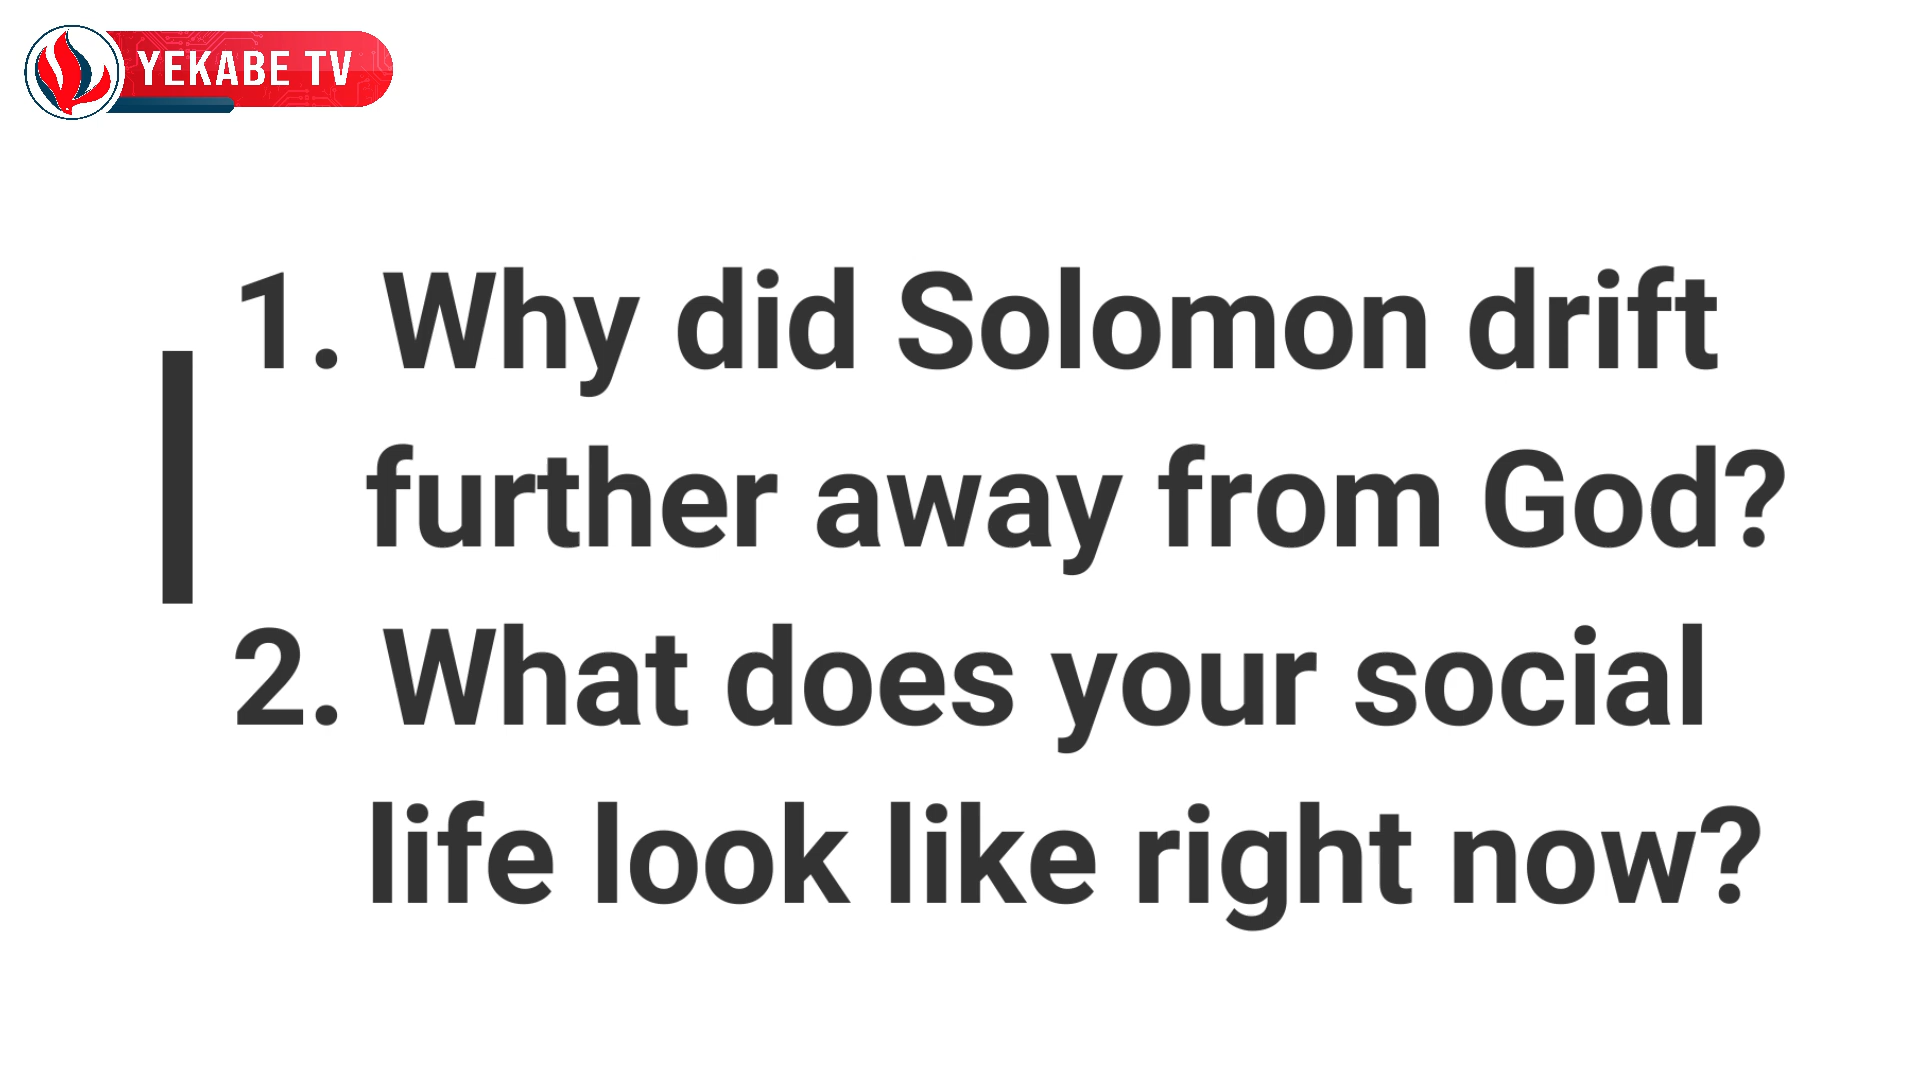 YEKABE TV
1. Why did Solomon drift
further away from God?
2. What does your social
life look like right now?